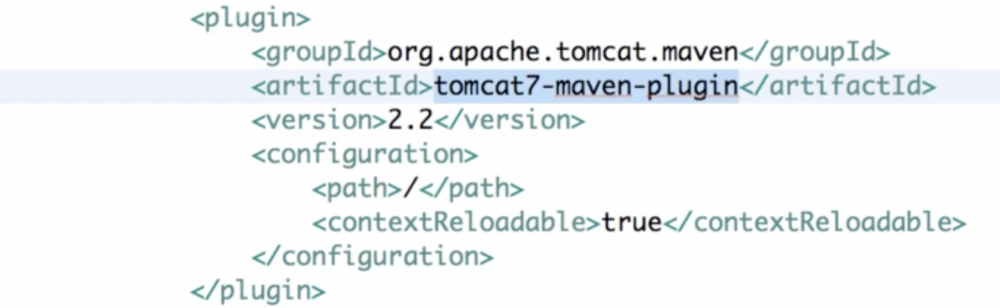 <plugin>
<groupId>org.apache.tomcat.maven</groupId>
<artifactId>tomcat7-maven-plugin</artifactId>
<version>2.2</version>
<configuration>
<path>/</path>
<contextReloadable>true</contextReloadable>
</configuration>
</plugin>